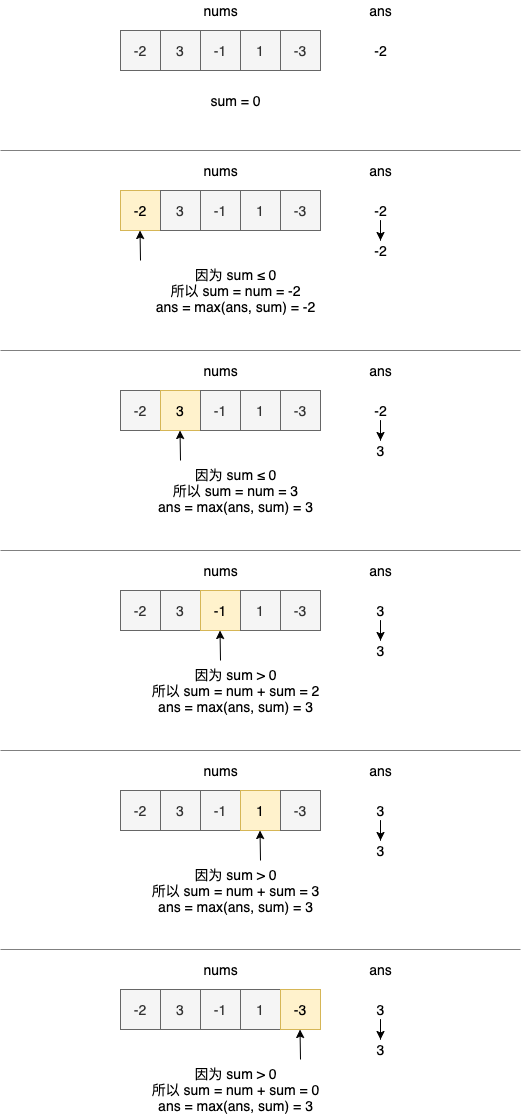 nums ans
-2 3 -1 1 -3 -2
sum = 0
nums ans
-2 3 -1 1 -3 -2
-2
因为 sum ≤ 0
所以 sum = num = -2
ans = max(ans, sum) = -2
nums ans
-2 3 -1 1 -3 -2
3
因为 sum ≤ 0
所以 sum = num = 3
ans = max(ans, sum) = 3
nums ans
-2 3 -1 1 -3 3
3
因为 sum > 0
所以 sum = num + sum = 2
ans = max(ans, sum) = 3
nums ans
-2 3 -1 1 -3 3
3
因为 sum > 0
所以 sum = num + sum = 3
ans = max(ans, sum) = 3
nums ans
-2 3 -1 1 -3 3
3
因为 sum > 0
所以 sum = num + sum = 0
ans = max(ans, sum) = 3